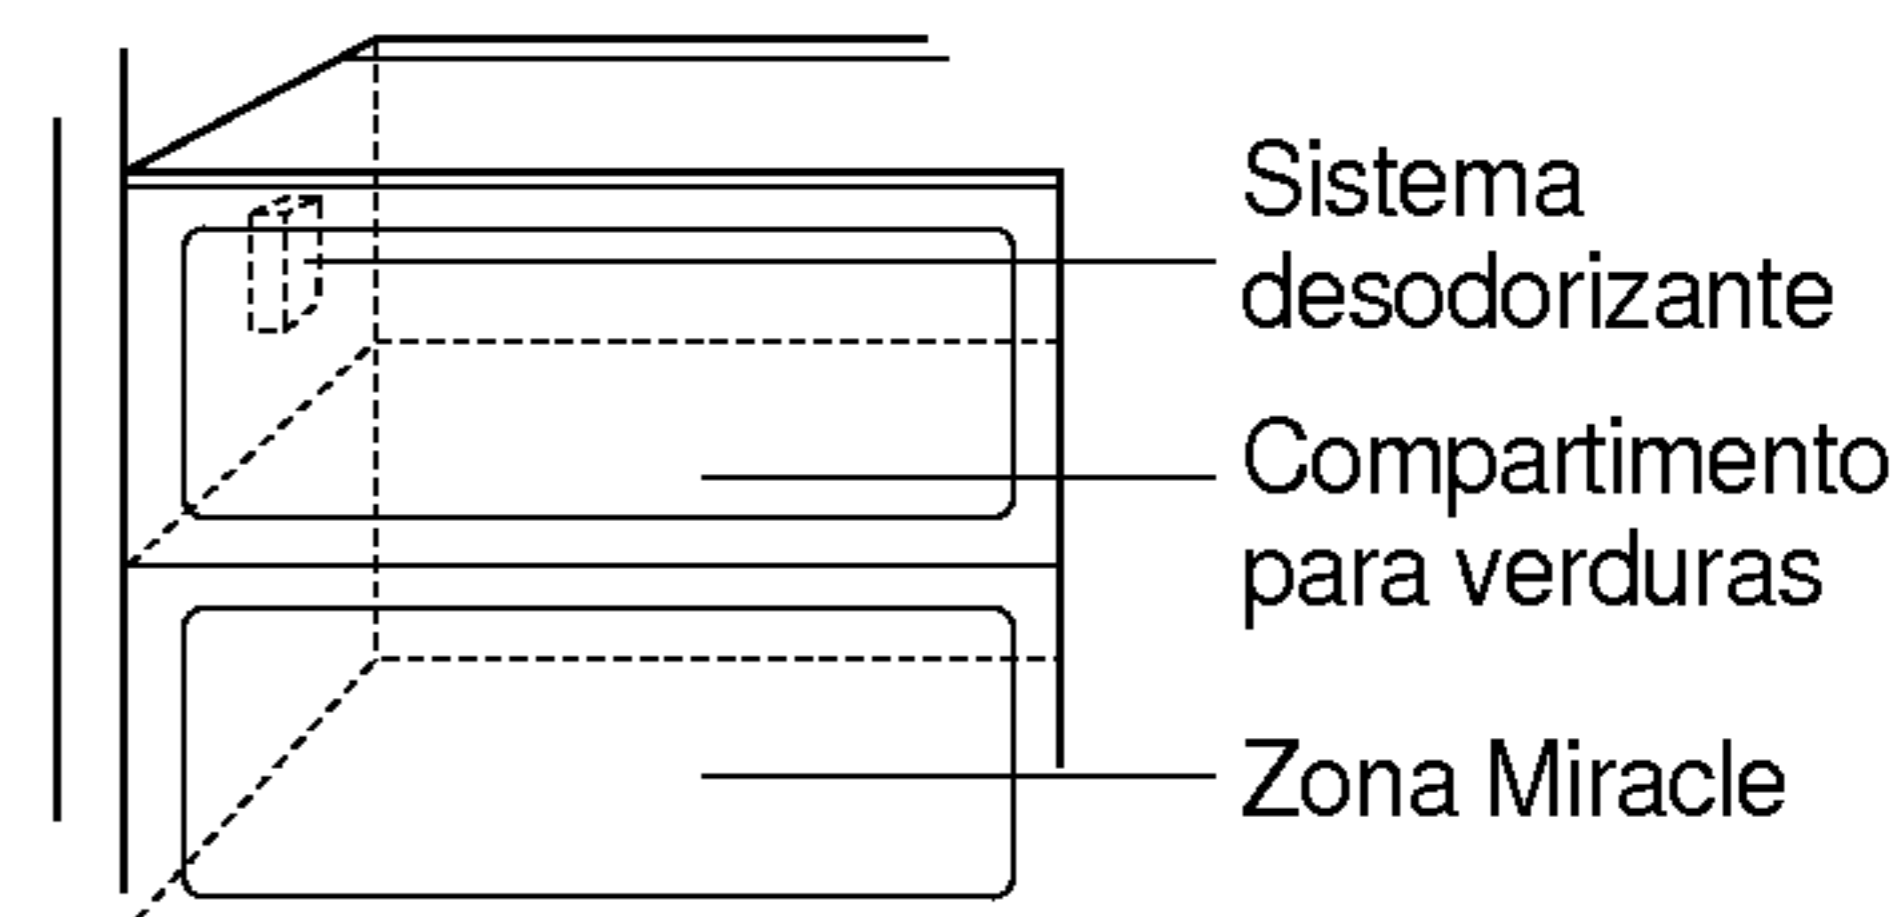 Sistema
desodorizante
Compartimento
para verduras
Zona Miracle